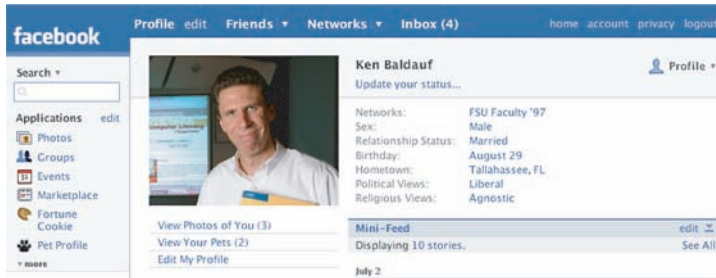 facebook
Profile edit Friends ▾ Networks ▾ Inbox (4) home account privacy logout
Search ▾
Applications edit
Photos
Groups
Events
Marketplace
Fortune
Cookie
Pet Profile
▾ more
Computer Literacy
View Photos of You (3)
View Your Pets (2)
Edit My Profile
Ken Baldauf
Profile ▾
Update your status...
Networks: FSU Faculty '97
Sex: Male
Relationship Status: Married
Birthday: August 29
Hometown: Tallahassee, FL
Political Views: Liberal
Religious Views: Agnostic
Mini-Feed edit
Displaying 10 stories. See All
July 2